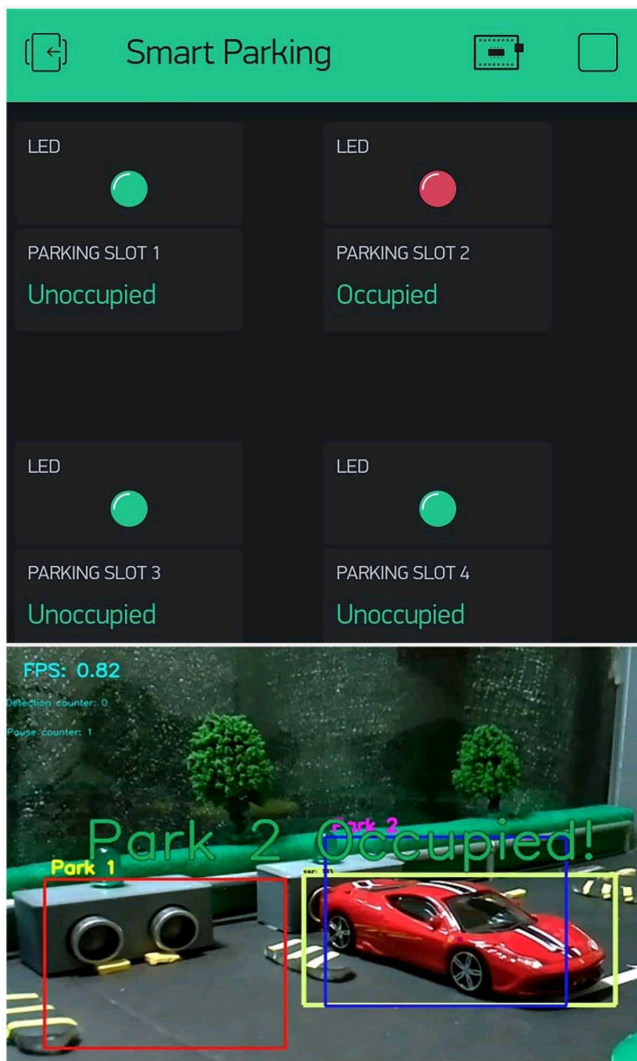 Smart Parking
LED
LED
PARKING SLOT 1
PARKING SLOT 2
Unoccupied
Occupied
LED
LED
PARKING SLOT 3
PARKING SLOT 4
Unoccupied
Unoccupied
FPS: 0.82
Detection counter: 0
Pause counter: 1
Park 2
Park 2 Occupied!
Park 1